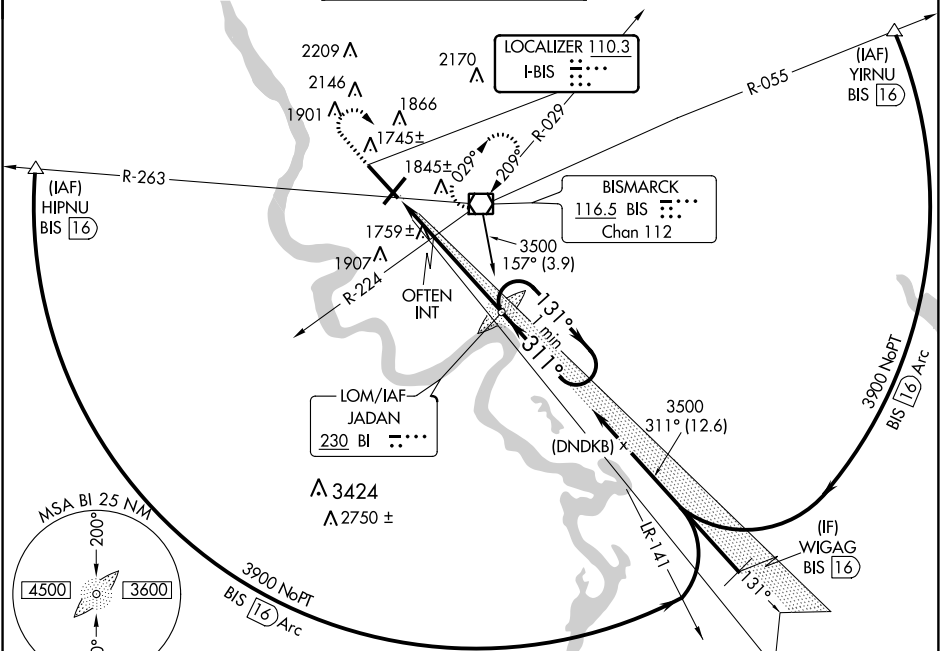 2209
2146
1901
1866
1745±
2170
LOCALIZER 110.3
I-BIS
R-055
(IAF)
YIRNU
BIS 16
R-029
029°
209°
1845±
R-263
(IAF)
HIPNU
BIS 16
BISMARCK
116.5 BIS
Chan 112
1759±
1907
R-224
3500
157° (3.9)
OFTEN
INT
131°
1 min
311°
LOM/IAF
JADAN
230 BI
3500
311° (12.6)
(DNDKB) x
3900 NoPT
BIS 16 Arc
3424
2750 ±
LR-141
(IF)
WIGAG
BIS 16
131°
MSA BI 25 NM
200°
4500
3600
3900 NoPT
BIS 16 Arc